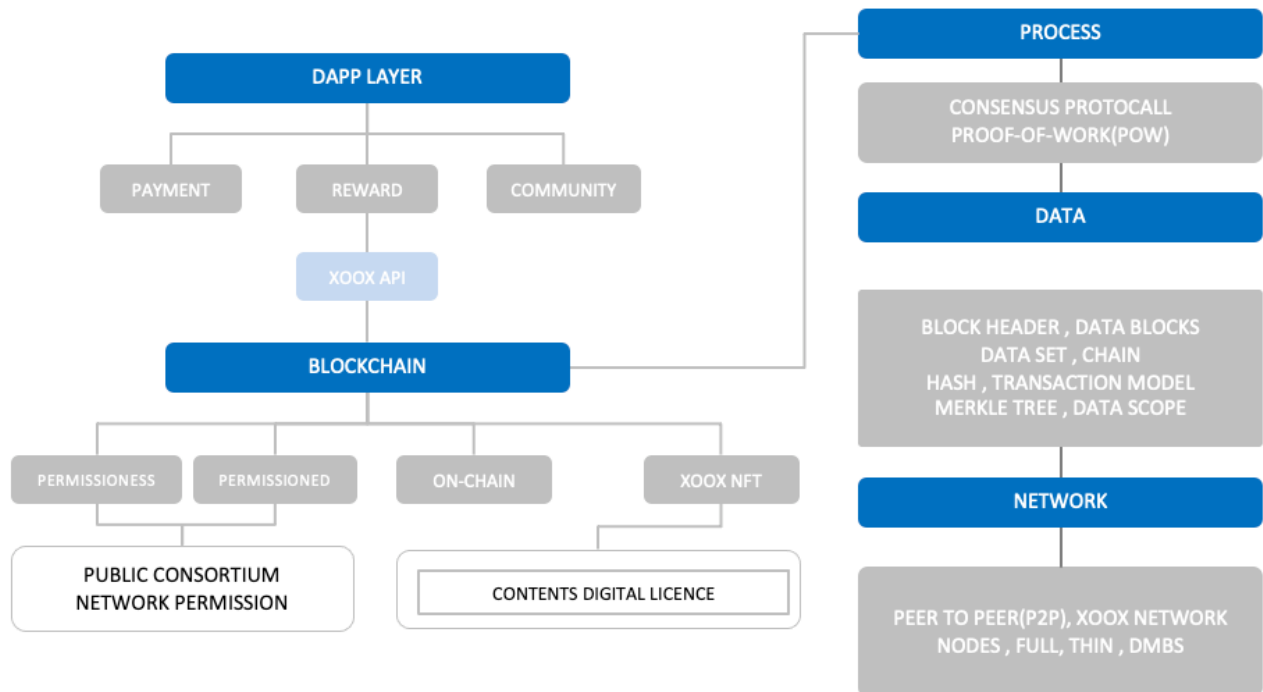 DAPP LAYER
PAYMENT
REWARD
COMMUNITY
XOOX API
BLOCKCHAIN
PERMISSIONESS
PERMISSIONED
ON-CHAIN
XOOX NFT
PUBLIC CONSORTIUM
NETWORK PERMISSION
CONTENTS DIGITAL LICENCE
PROCESS
CONSENSUS PROTOCALL
PROOF-OF-WORK(POW)
DATA
BLOCK HEADER , DATA BLOCKS
DATA SET , CHAIN
HASH , TRANSACTION MODEL
MERKLE TREE , DATA SCOPE
NETWORK
PEER TO PEER(P2P), XOOX NETWORK
NODES , FULL, THIN , DMBS